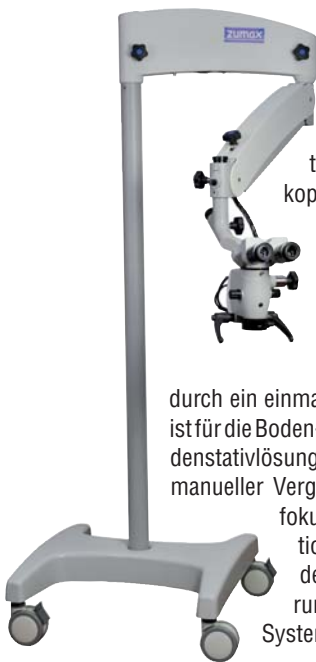 zumax
t
kop
durch ein einma
ist für die Boden-
denstativlösung
manueller Verg
foku
tio
de
run
System